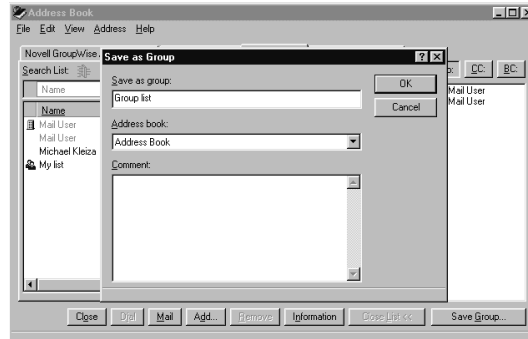 Address Book
File Edit View Address Help
Novell GroupWise
Save as Group
Search List:
Save as group:
OK
CC:
BC:
Name
Group list
Mail User
Cancel
Mail User
Name
Mail User
Address book:
Mail User
Address Book
Michael Kleiza
My list
Comment:
Close Dial Mail Add... Remove Information Close List << Save Group...